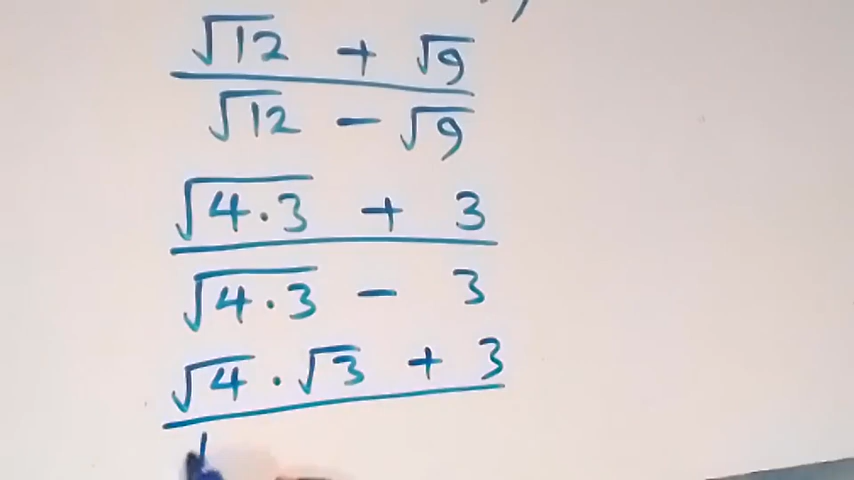 √12 + √9
√12 − √9
√4·3 + 3
√4·3 − 3
√4 · √3 + 3